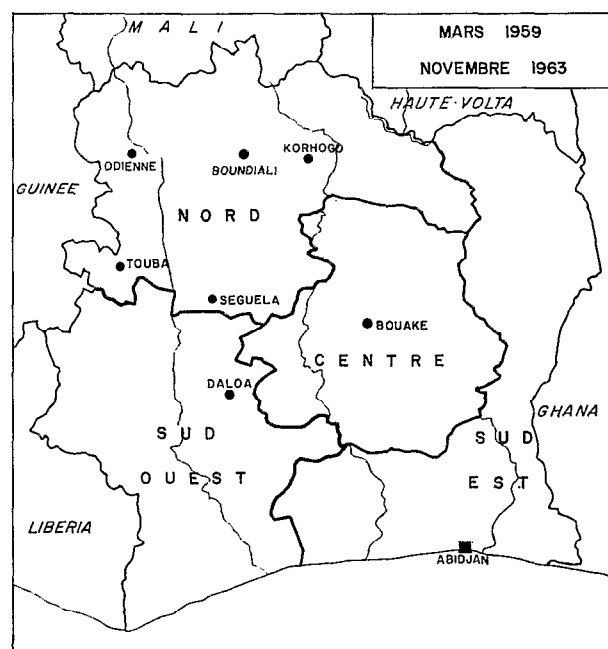 MALI
MARS 1959
NOVEMBRE 1963
HAUTE-VOLTA
KORHOGO
ODIENNE
BOUNDIALI
GUINEE
NORD
TOUBA
SEGUELA
BOUAKE
CENTRE
DALOA
GHANA
SUD
SUD
OUEST
EST
LIBERIA
ABIDJAN